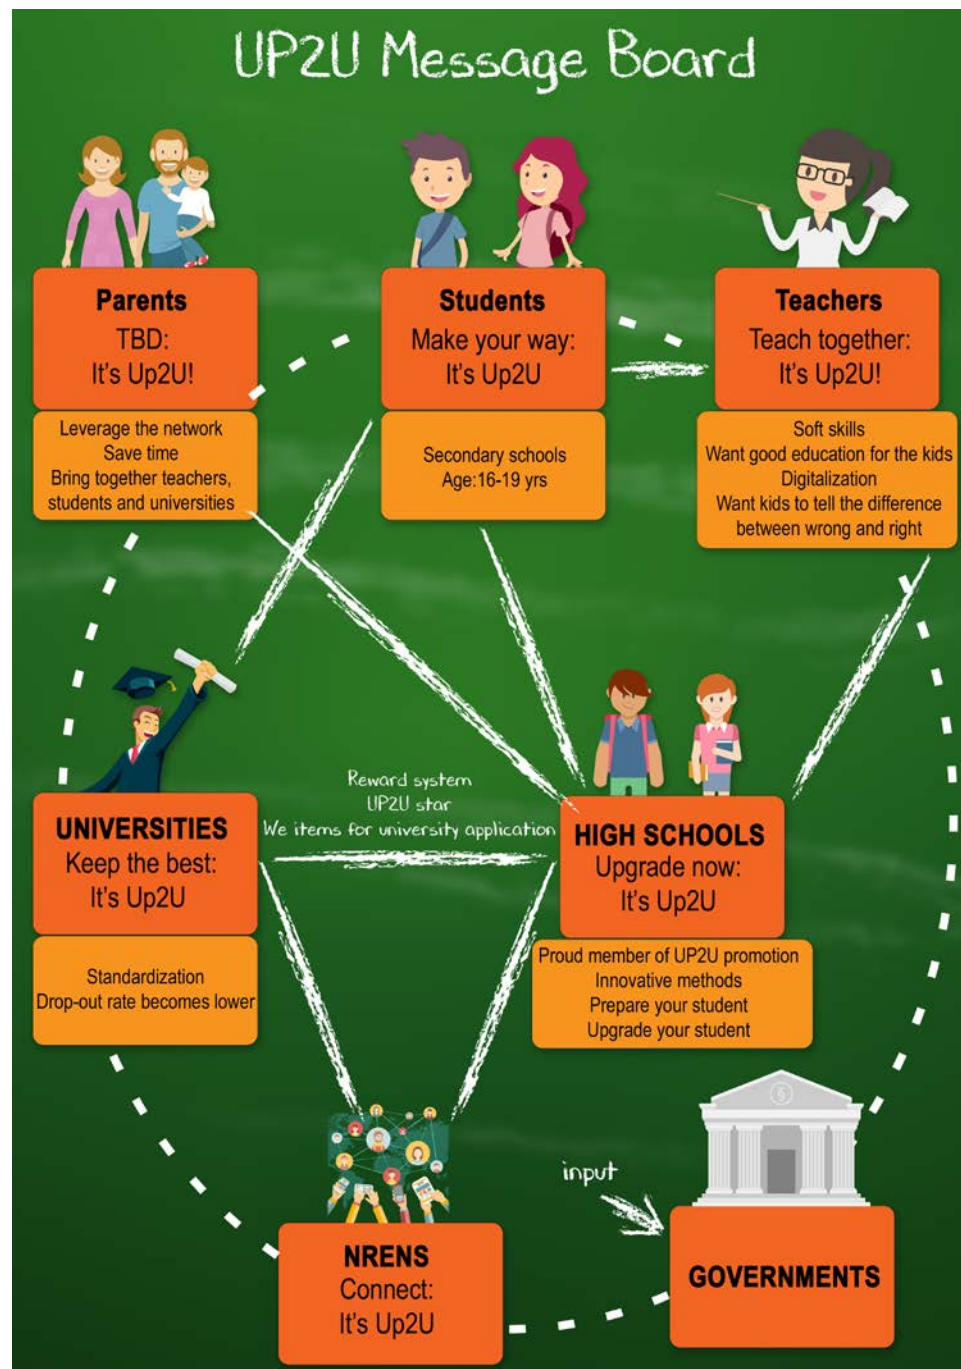 UP2U Message Board
Parents
TBD:
It's Up2U!
Leverage the network
Save time
Bring together teachers,
students and universities
Students
Make your way:
It's Up2U
Secondary schools
Age:16-19 yrs
Teachers
Teach together:
It's Up2U!
Soft skills
Want good education for the kids
Digitalization
Want kids to tell the difference
between wrong and right
Reward system
UP2U star
We items for university application
UNIVERSITIES
Keep the best:
It's Up2U
Standardization
Drop-out rate becomes lower
HIGH SCHOOLS
Upgrade now:
It's Up2U
Proud member of UP2U promotion
Innovative methods
Prepare your student
Upgrade your student
input
NRENS
Connect:
It's Up2U
GOVERNMENTS